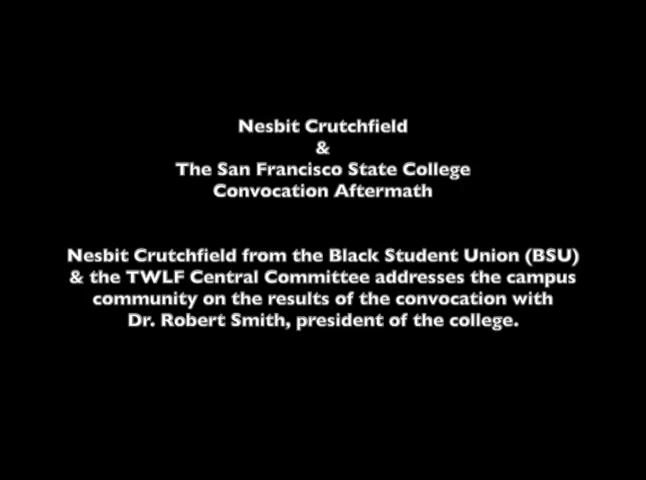 Nesbit Crutchfield
&
The San Francisco State College
Convocation Aftermath
Nesbit Crutchfield from the Black Student Union (BSU)
& the TWLF Central Committee addresses the campus
community on the results of the convocation with
Dr. Robert Smith, president of the college.